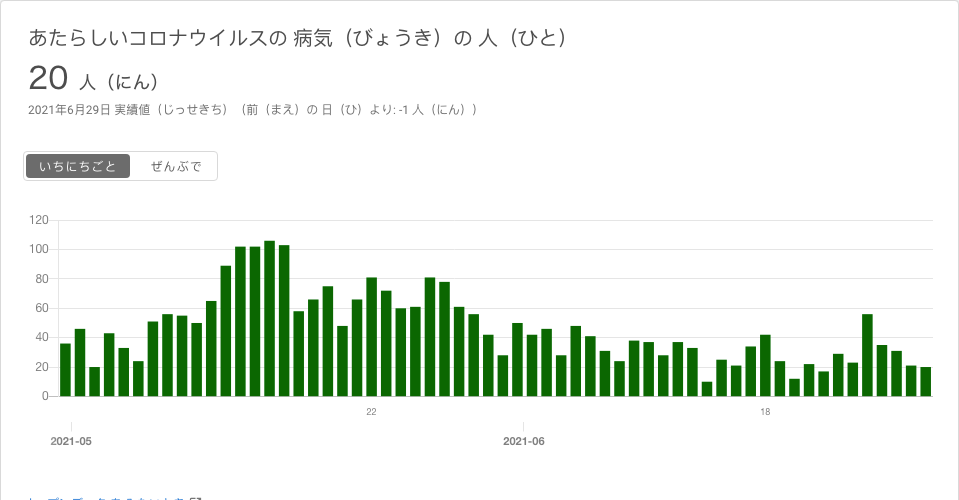 あたらしいコロナウイルスの 病気（びょうき）の 人（ひと）
20 人（にん）
2021年6月29日 実績値（じっせきち）（前（まえ）の 日（ひ）より: -1 人（にん））
いちにちごと ぜんぶで
120
100
80
60
40
20
0
22 18
2021-05 2021-06